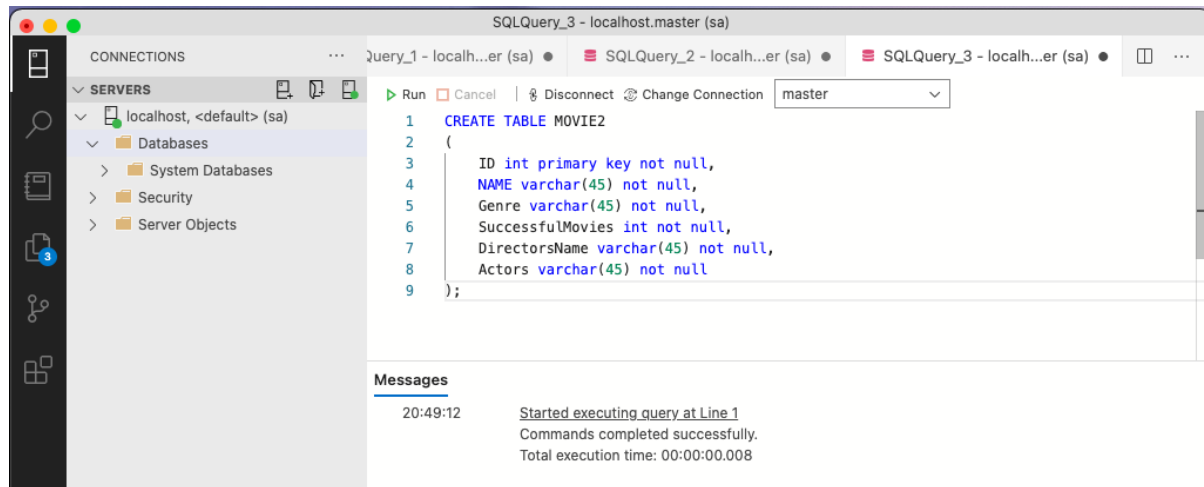 SQLQuery_3 - localhost.master (sa)
CONNECTIONS
Query_1 - localh...er (sa)
SQLQuery_2 - localh...er (sa)
SQLQuery_3 - localh...er (sa)
SERVERS
localhost, <default> (sa)
Databases
System Databases
Security
Server Objects
3
Run Cancel Disconnect Change Connection master
1 CREATE TABLE MOVIE2
2 (
3 ID int primary key not null,
4 NAME varchar(45) not null,
5 Genre varchar(45) not null,
6 SuccessfulMovies int not null,
7 DirectorsName varchar(45) not null,
8 Actors varchar(45) not null
9 );
Messages
20:49:12 Started executing query at Line 1
Commands completed successfully.
Total execution time: 00:00:00.008